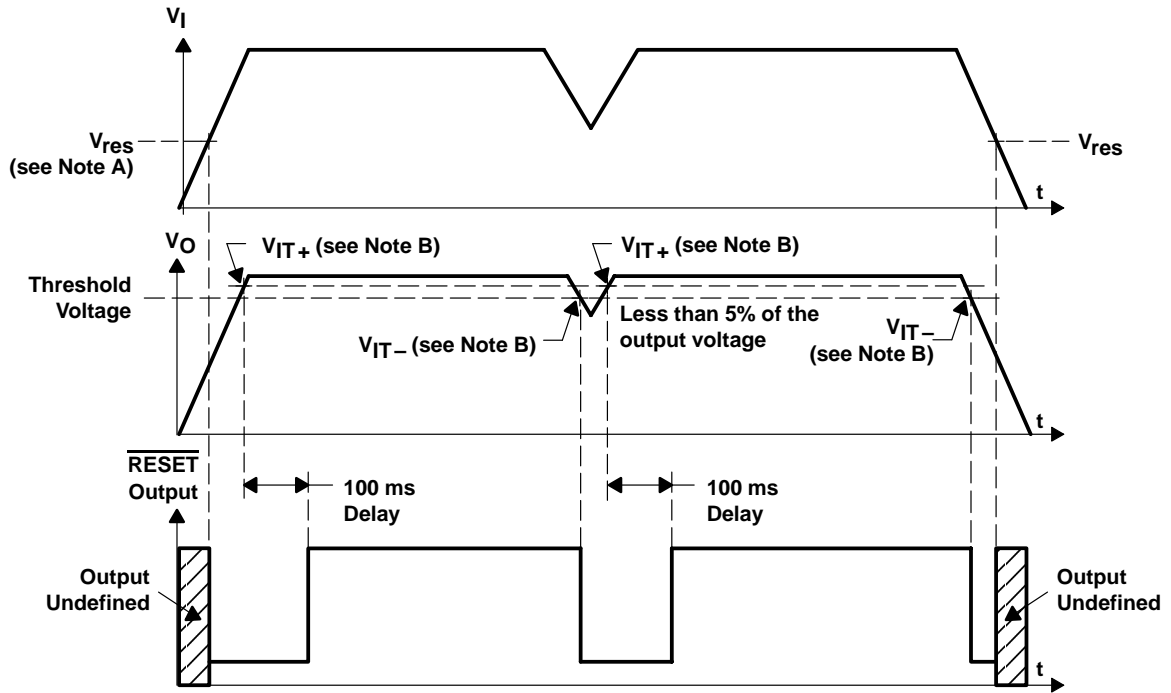 VI
Vres
(see Note A)
Vres
t
VO
VIT+ (see Note B)
VIT+ (see Note B)
Threshold
Voltage
Less than 5% of the
output voltage
VIT− (see Note B)
VIT−
(see Note B)
t
RESET
Output
100 ms
Delay
100 ms
Delay
Output
Undefined
Output
Undefined
t